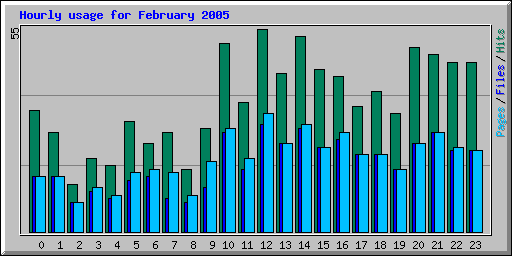 Hourly usage for February 2005
55
Pages / Files / Hits
0 1 2 3 4 5 6 7 8 9 10 11 12 13 14 15 16 17 18 19 20 21 22 23